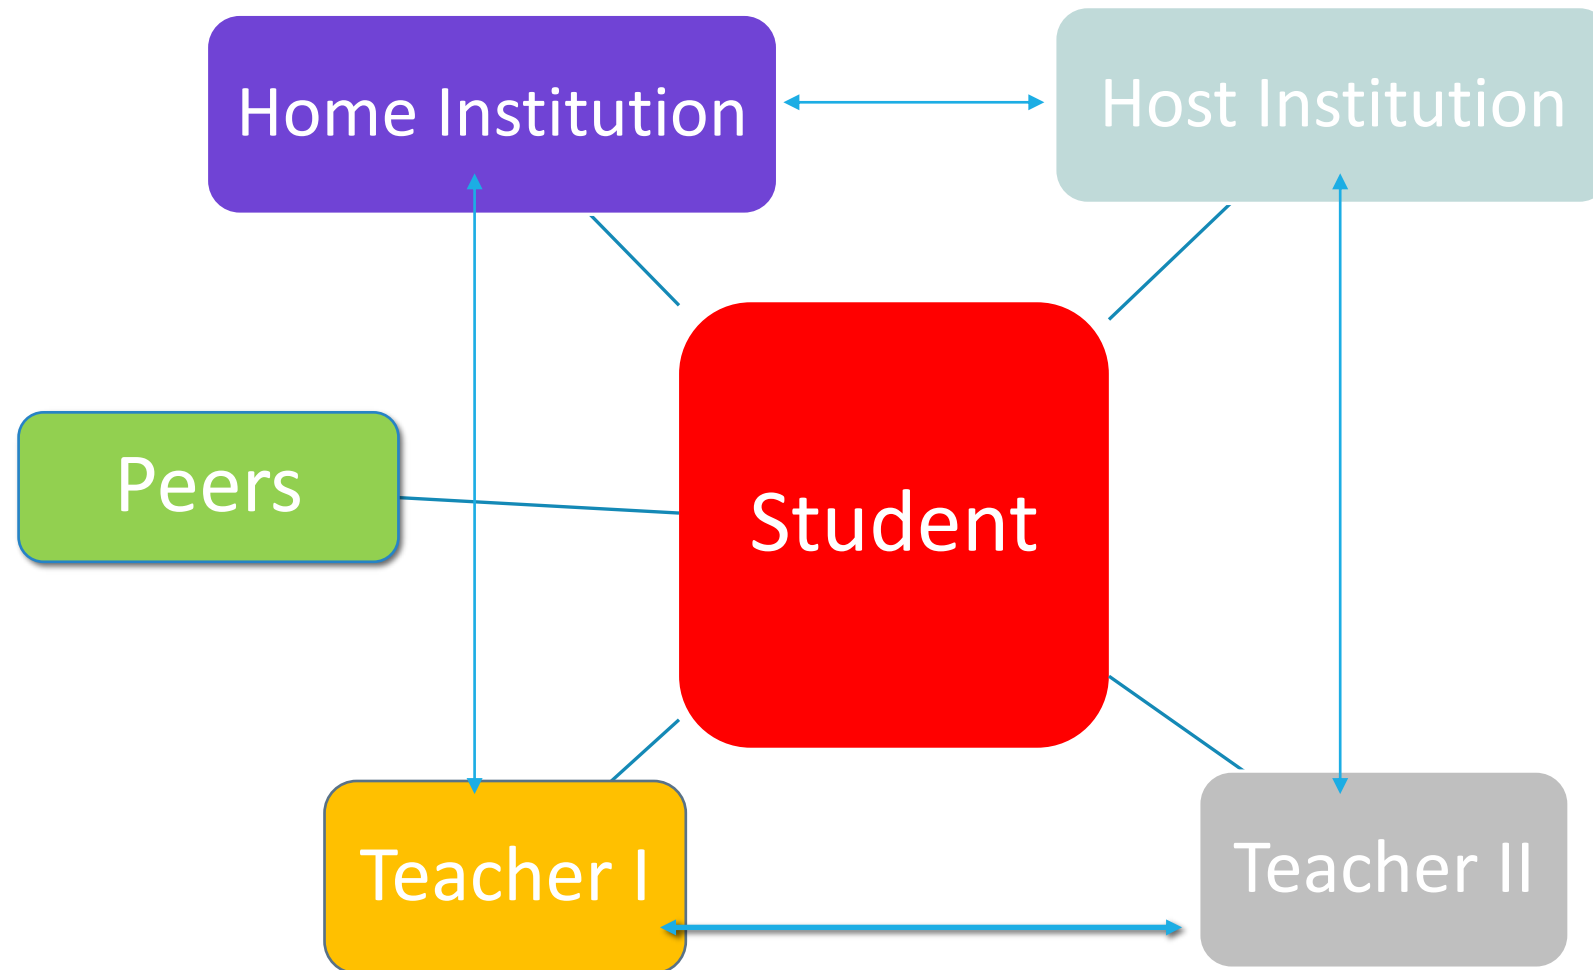 Home Institution
Host Institution
Peers
Student
Teacher I
Teacher II